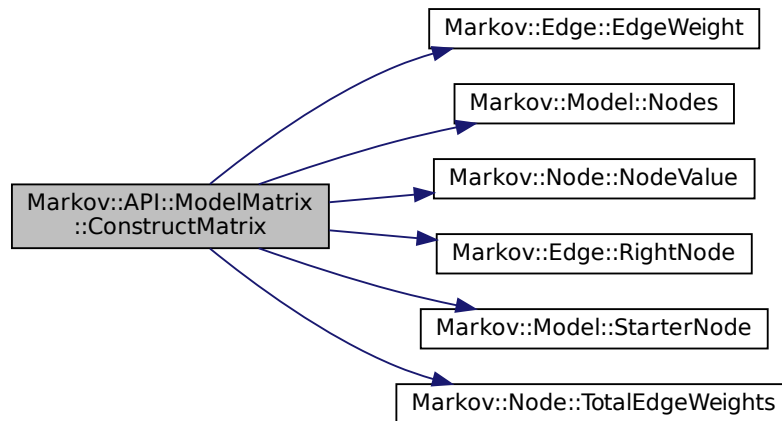 Markov::Edge::EdgeWeight
Markov::Model::Nodes
Markov::Node::NodeValue
Markov::API::ModelMatrix
::ConstructMatrix
Markov::Edge::RightNode
Markov::Model::StarterNode
Markov::Node::TotalEdgeWeights